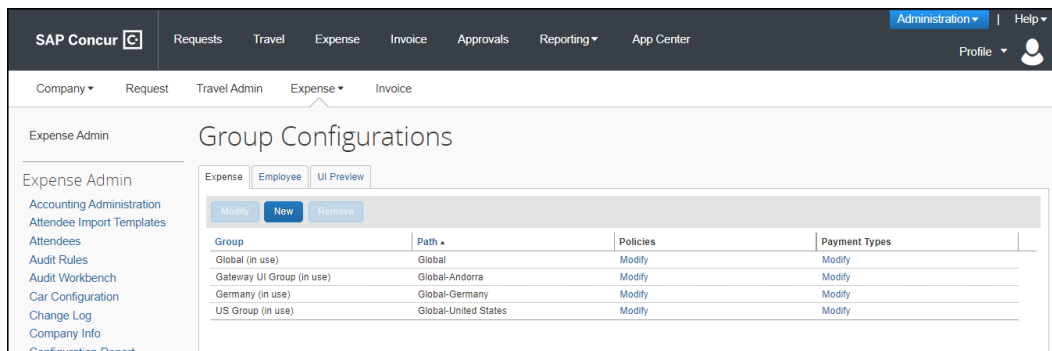 Administration ▾ | Help ▾
SAP Concur C Requests Travel Expense Invoice Approvals Reporting ▾ App Center
Profile ▾
Company ▾ Request Travel Admin Expense ▾ Invoice
Expense Admin
Group Configurations
Expense Employee UI Preview
Expense Admin
Modify New Remove
Accounting Administration
Attendee Import Templates
Attendees
Audit Rules
Audit Workbench
Car Configuration
Change Log
Company Info
Configuration Report
Group Path ▴ Policies Payment Types
Global (in use) Global Modify Modify
Gateway UI Group (in use) Global-Andorra Modify Modify
Germany (in use) Global-Germany Modify Modify
US Group (in use) Global-United States Modify Modify